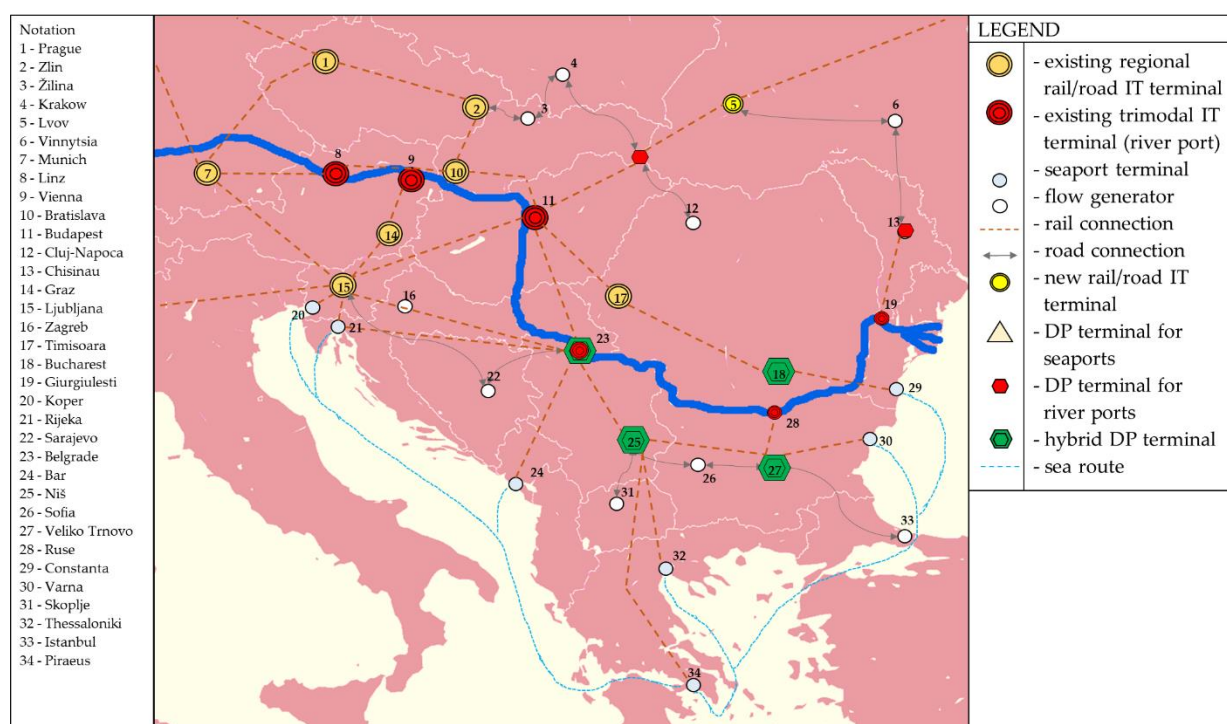 Notation
1 - Prague
2 - Zlin
3 - Žilina
4 - Krakow
5 - Lvov
6 - Vinnytsia
7 - Munich
8 - Linz
9 - Vienna
10 - Bratislava
11 - Budapest
12 - Cluj-Napoca
13 - Chisinau
14 - Graz
15 - Ljubljana
16 - Zagreb
17 - Timisoara
18 - Bucharest
19 - Giurgiulesti
20 - Koper
21 - Rijeka
22 - Sarajevo
23 - Belgrade
24 - Bar
25 - Niš
26 - Sofia
27 - Veliko Trnovo
28 - Ruse
29 - Constanta
30 - Varna
31 - Skoplje
32 - Thessaloniki
33 - Istanbul
34 - Piraeus
1
4
2
3
5
6
7
8
9
10
11
12
13
14
15
16
17
19
20
21
23
18
22
29
28
30
25
24
26
27
31
33
32
34
LEGEND
- existing regional
rail/road IT terminal
- existing trimodal IT
terminal (river port)
- seaport terminal
- flow generator
- rail connection
- road connection
- new rail/road IT
terminal
- DP terminal for
seaports
- DP terminal for
river ports
- hybrid DP terminal
- sea route